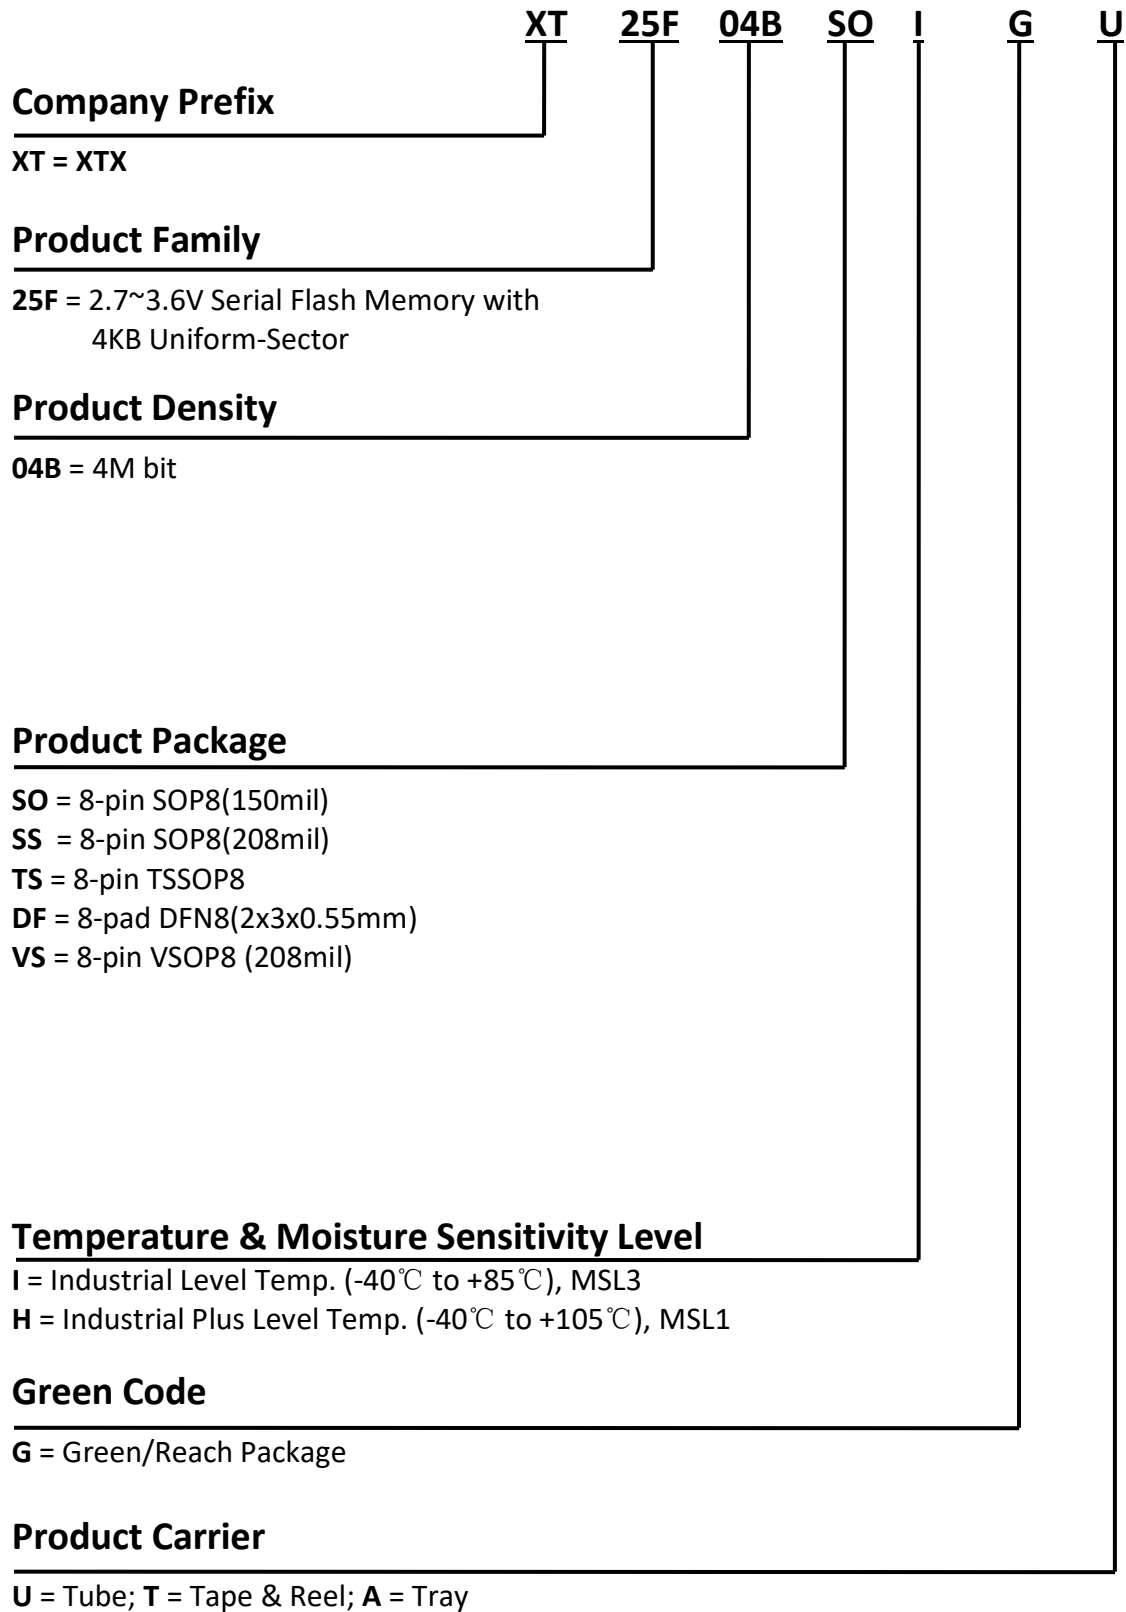 XT 25F 04B SO I G U
Company Prefix
XT = XTX
Product Family
25F = 2.7~3.6V Serial Flash Memory with
4KB Uniform-Sector
Product Density
04B = 4M bit
Product Package
SO = 8-pin SOP8(150mil)
SS = 8-pin SOP8(208mil)
TS = 8-pin TSSOP8
DF = 8-pad DFN8(2x3x0.55mm)
VS = 8-pin VSOP8 (208mil)
Temperature & Moisture Sensitivity Level
I = Industrial Level Temp. (-40℃ to +85℃), MSL3
H = Industrial Plus Level Temp. (-40℃ to +105℃), MSL1
Green Code
G = Green/Reach Package
Product Carrier
U = Tube; T = Tape & Reel; A = Tray